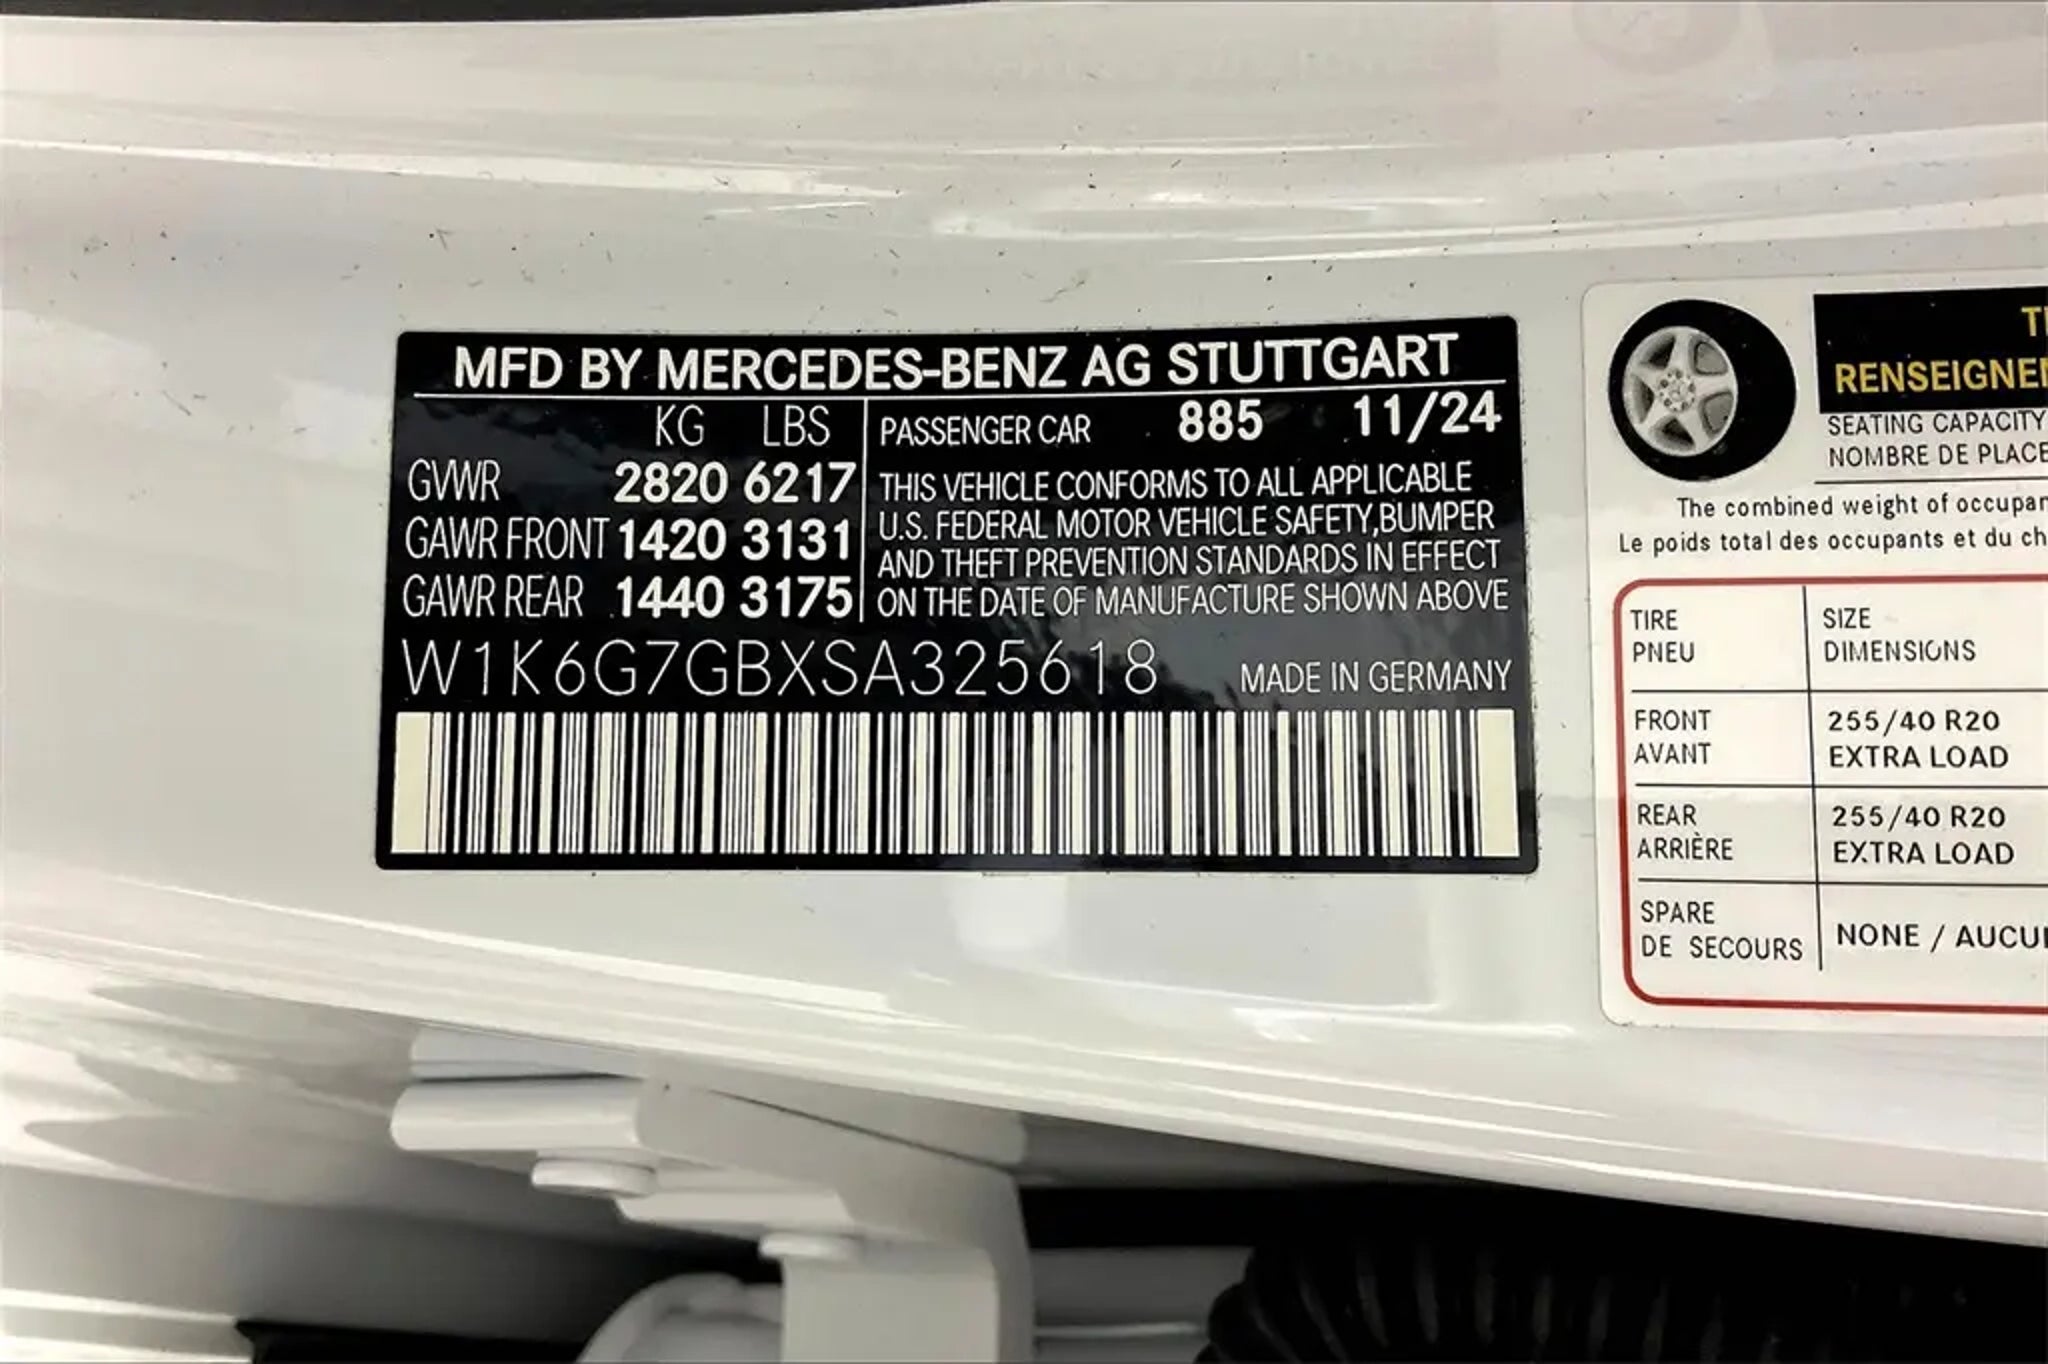 MFD BY MERCEDES-BENZ AG STUTTGART
KG LBS
GVWR 2820 6217
GAWR FRONT 1420 3131
GAWR REAR 1440 3175
PASSENGER CAR 885 11/24
THIS VEHICLE CONFORMS TO ALL APPLICABLE
U.S. FEDERAL MOTOR VEHICLE SAFETY,BUMPER
AND THEFT PREVENTION STANDARDS IN EFFECT
ON THE DATE OF MANUFACTURE SHOWN ABOVE
W1K6G7GBXSA325618 MADE IN GERMANY
SEATING CAPACITY
NOMBRE DE PLACE
The combined weight of
Le poids total des occupants et du
TIRE SIZE
PNEU DIMENSIONS
FRONT 255/40 R20
AVANT EXTRA LOAD
REAR 255/40 R20
ARRIÈRE EXTRA LOAD
SPARE
DE SECOURS
NONE /